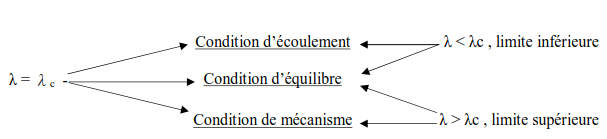 Condition d’écoulement
λ < λc , limite inférieure
λ = λ c
Condition d’équilibre
Condition de mécanisme
λ > λc , limite supérieure